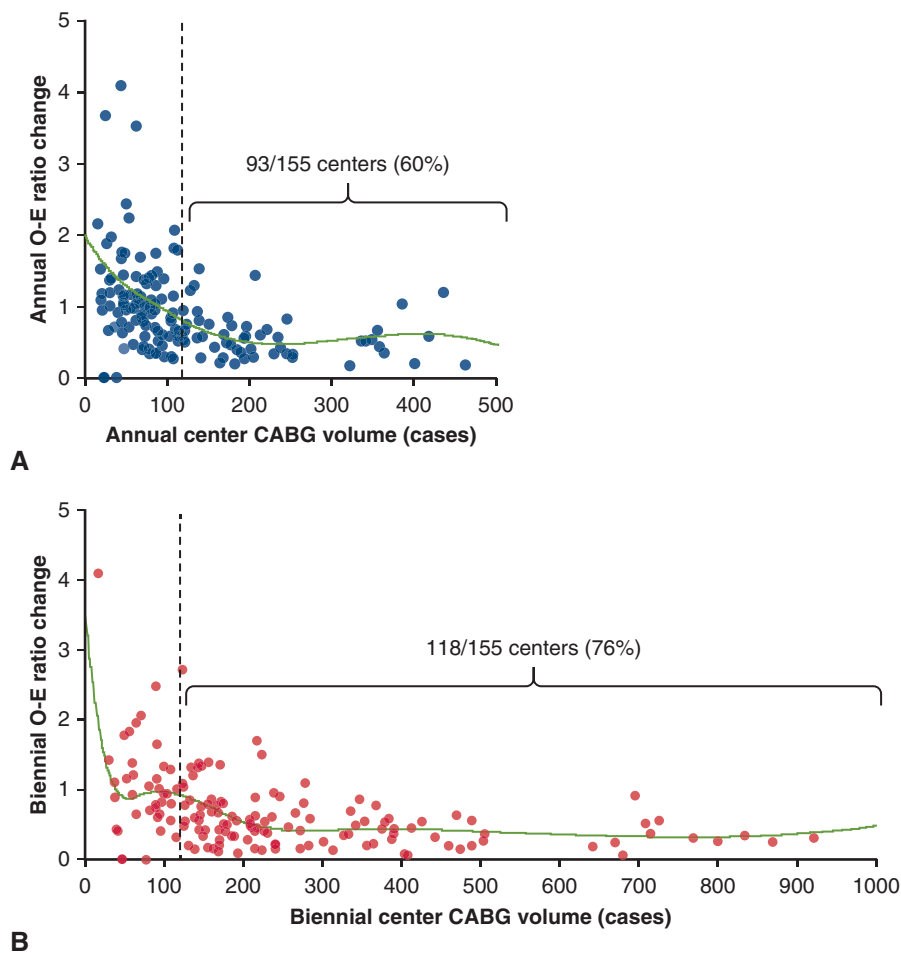 5
4
3
2
1
0
Annual O-E ratio change
93/155 centers (60%)
0 100 200 300 400 500
Annual center CABG volume (cases)
A
5
4
3
2
1
0
Biennial O-E ratio change
118/155 centers (76%)
0 100 200 300 400 500 600 700 800 900 1000
Biennial center CABG volume (cases)
B